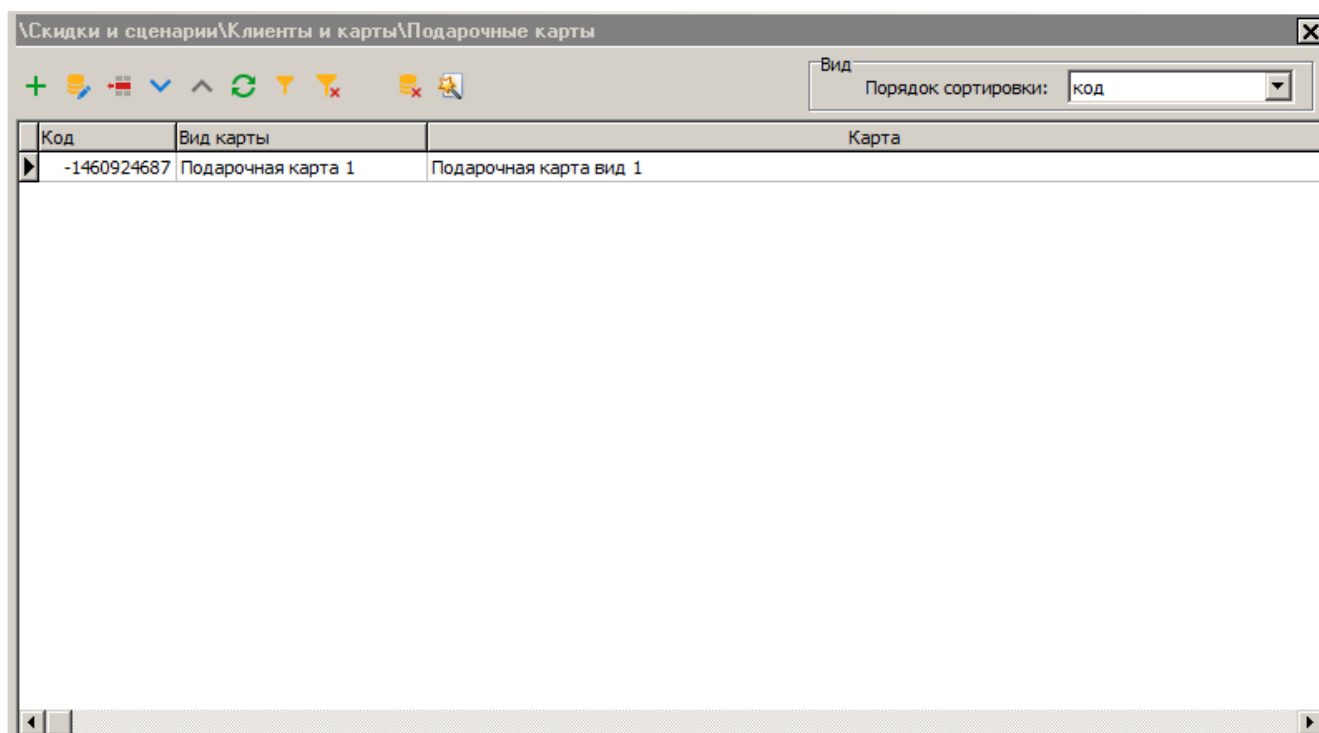 \Скидки и сценарии\Клиенты и карты\Подарочные карты
Вид
Порядок сортировки: код
Код Вид карты Карта
-1460924687 Подарочная карта 1 Подарочная карта вид 1